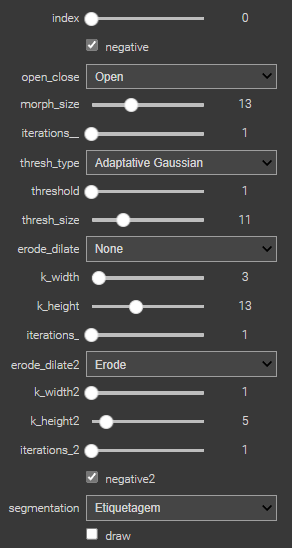 index 0
negative
open_close Open
morph_size 13
iterations__ 1
thresh_type Adaptative Gaussian
threshold 1
thresh_size 11
erode_dilate None
k_width 3
k_height 13
iterations_ 1
erode_dilate2 Erode
k_width2 1
k_height2 5
iterations_2 1
negative2
segmentation Etiquetagem
draw